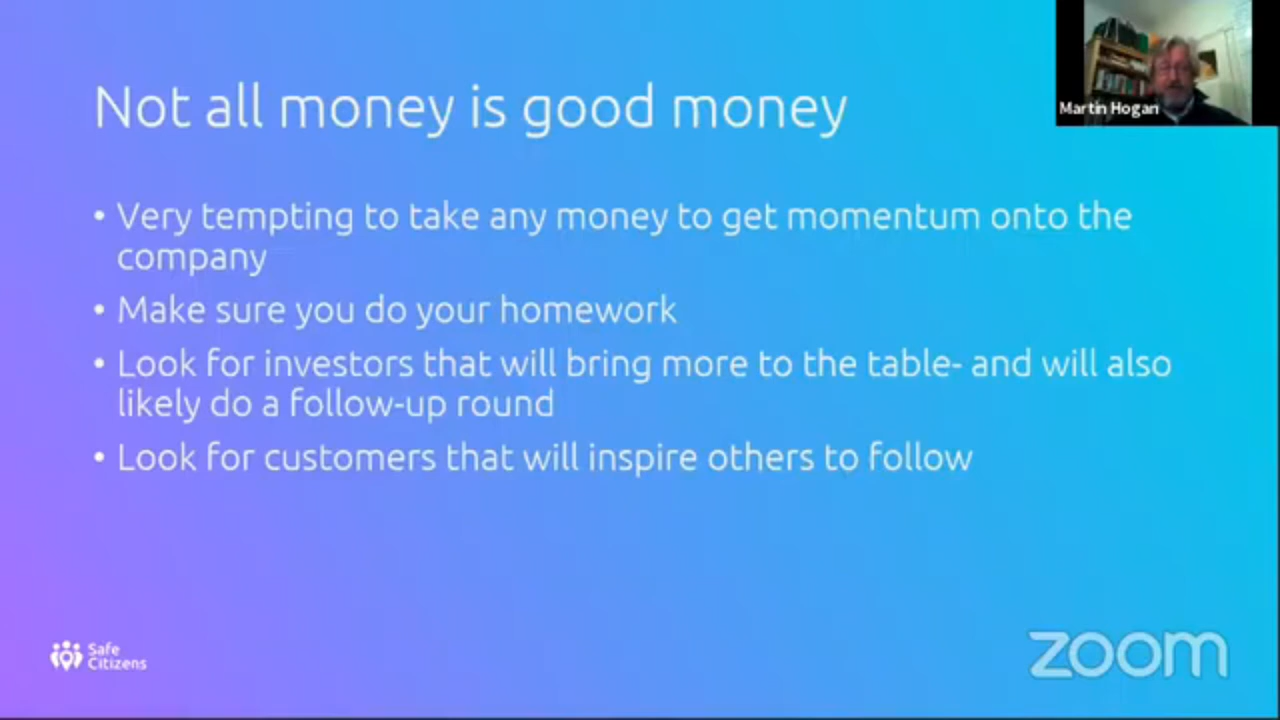 Not all money is good money
Martin Hogan
• Very tempting to take any money to get momentum onto the
company
• Make sure you do your homework
• Look for investors that will bring more to the table- and will also
likely do a follow-up round
• Look for customers that will inspire others to follow
Safe
Citizens
zoom